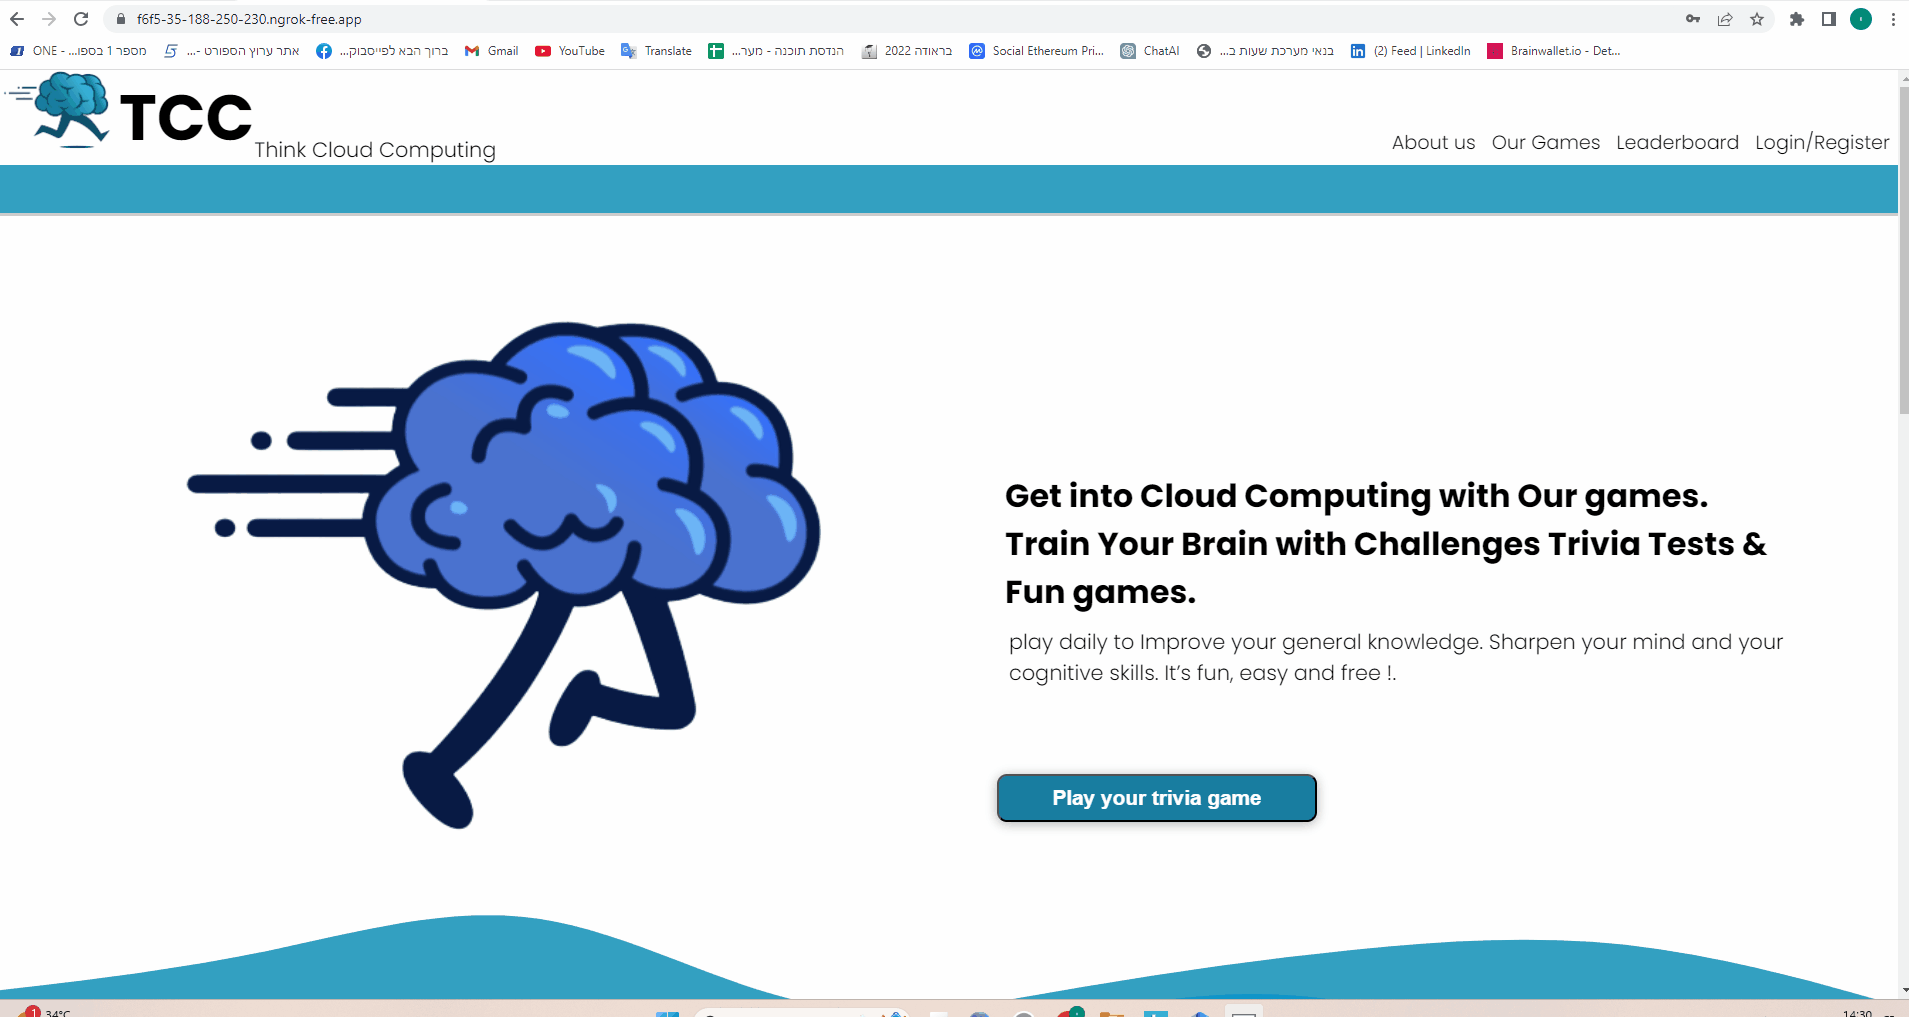 f6f5-35-188-250-230.ngrok-free.app
ONE - ...מספר 1 בספו
אתר ערוץ הספורט -...
ברוך הבא לפייסבוק...
Gmail
YouTube
Translate
הנדסת תוכנה - מער...
בראודה 2022
Social Ethereum Pri...
ChatAI
בנאי מערכת שעות ב...
(2) Feed | LinkedIn
Brainwallet.io - Det...
TCC
Think Cloud Computing
About us
Our Games
Leaderboard
Login/Register
Get into Cloud Computing with Our games.
Train Your Brain with Challenges Trivia Tests &
Fun games.
play daily to Improve your general knowledge. Sharpen your mind and your
cognitive skills. It’s fun, easy and free !.
Play your trivia game
1
34°C
14:30